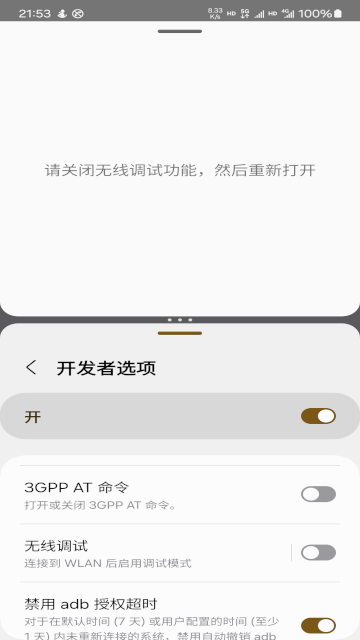 21:53 8.33 K/s HD 5G HD 4G 100%
请关闭无线调试功能，然后重新打开
开发者选项
开
3GPP AT 命令
打开或关闭 3GPP AT 命令。
无线调试
连接到 WLAN 后启用调试模式
禁用 adb 授权超时
对于在默认时间 (7 天) 或用户配置的时间 (至少
1 天) 内未重新连接的系统，禁用自动撤销 adb